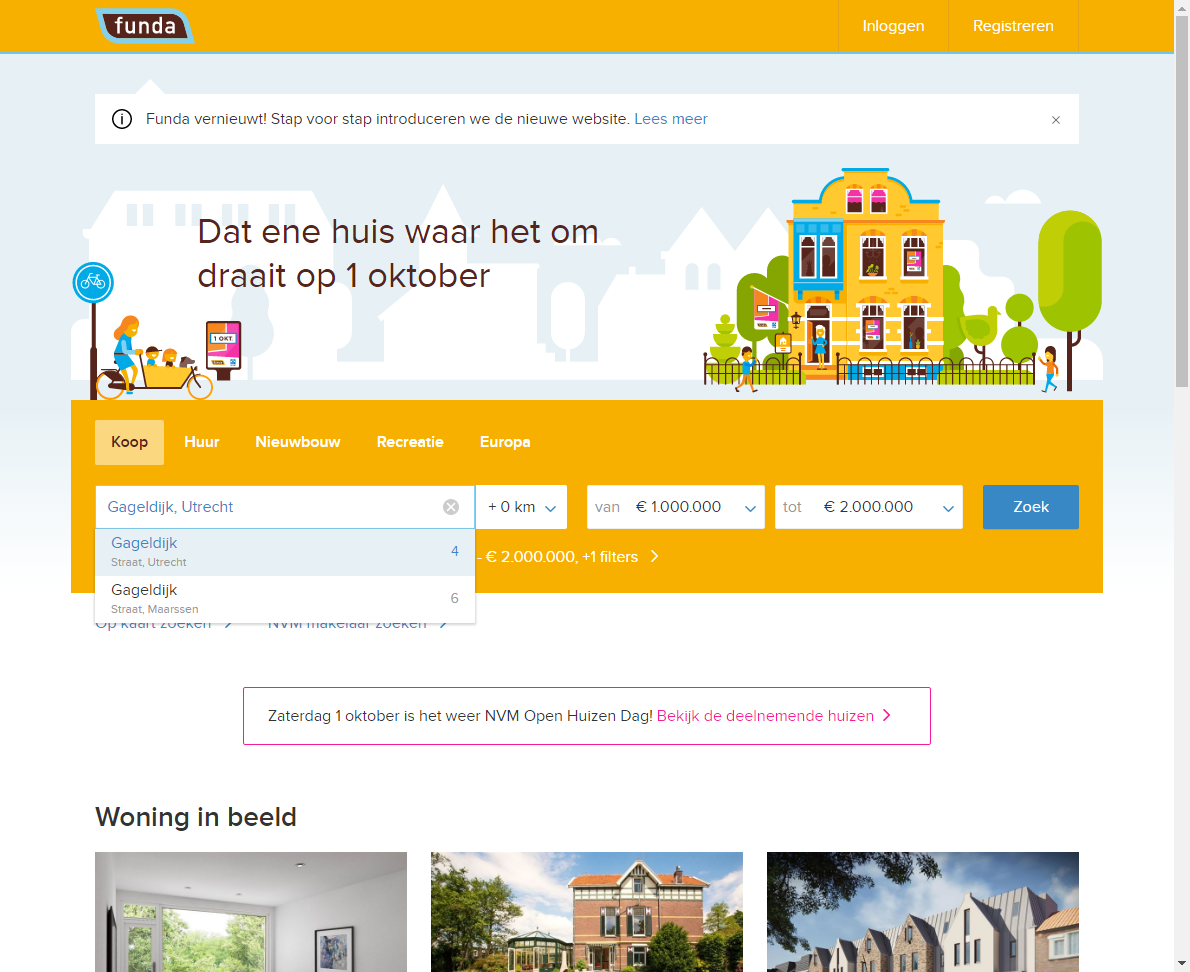 funda
Inloggen
Registreren
Funda vernieuwt! Stap voor stap introduceren we de nieuwe website. Lees meer
Dat ene huis waar het om
draait op 1 oktober
1 OKT
Koop Huur Nieuwbouw Recreatie Europa
Gageldijk, Utrecht + 0 km van € 1.000.000 tot € 2.000.000 Zoek
Gageldijk 4
Straat, Utrecht
- € 2.000.000, +1 filters
Gageldijk 6
Straat, Maarssen
Op kaart zoeken NVM makelaar zoeken
Zaterdag 1 oktober is het weer NVM Open Huizen Dag! Bekijk de deelnemende huizen
Woning in beeld